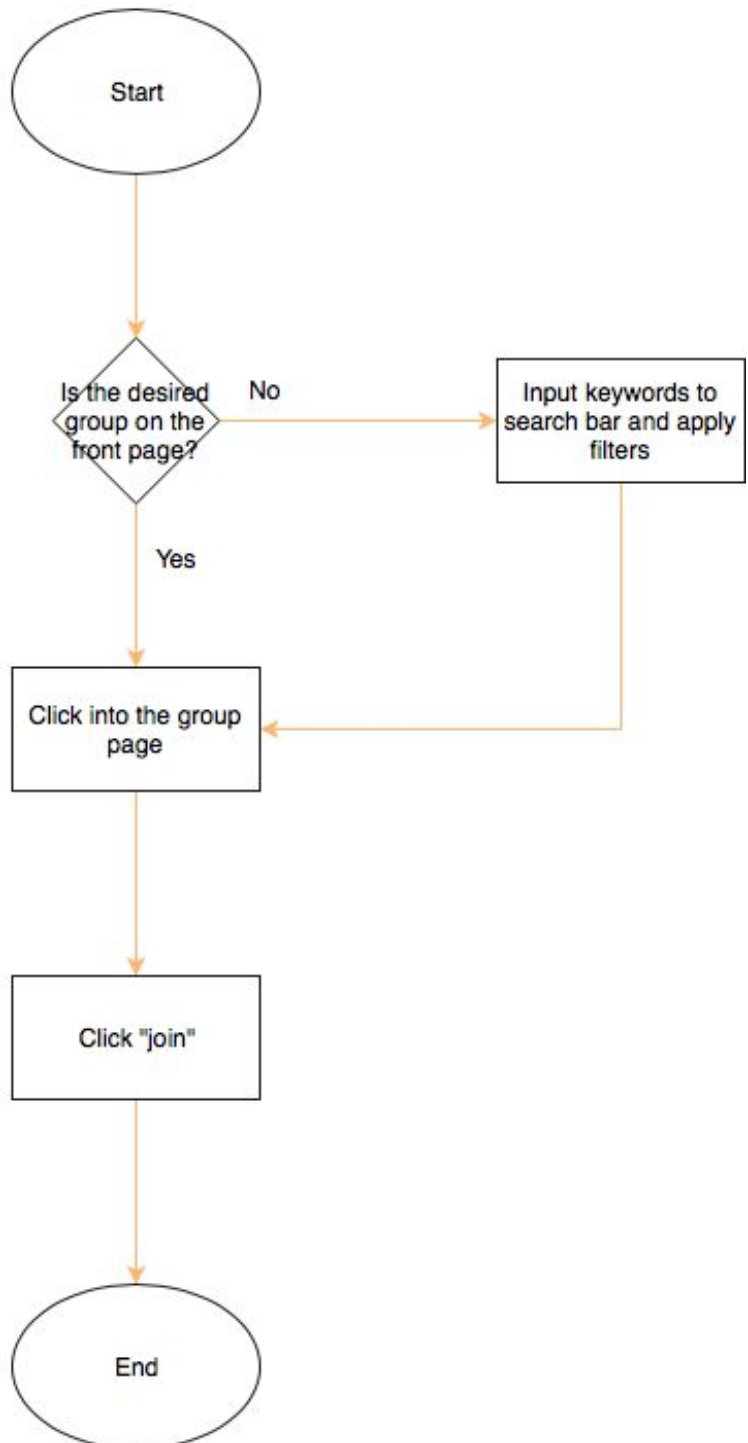 Start
Is the desired
group on the
front page?
No
Input keywords to
search bar and apply
filters
Yes
Click into the group
page
Click "join"
End